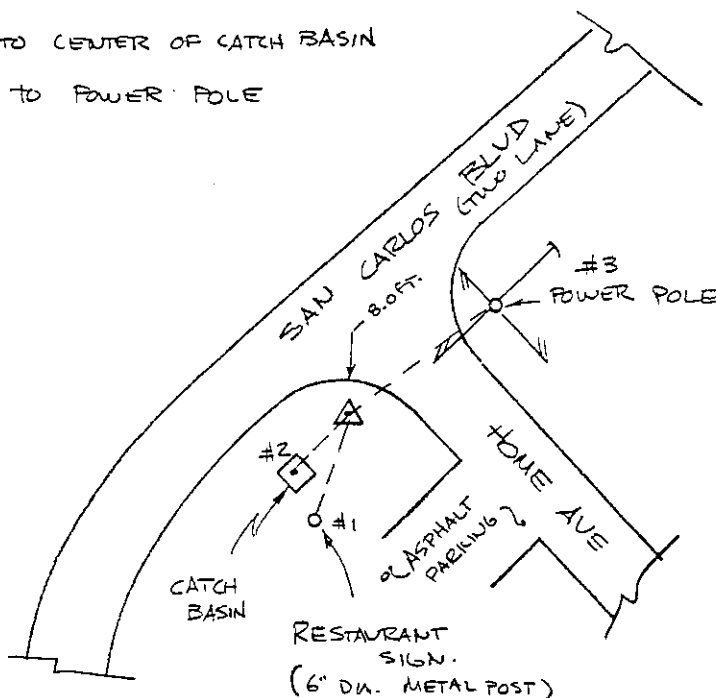 TO CENTER OF CATCH BASIN
TO POWER POLE
SAN CARLOS BLVD
(TWO LANE)
8.0 FT.
#3
POWER POLE
#2
#1
HOME AVE
ASPHALT
PARKING
CATCH
BASIN
RESTAURANT
SIGN.
(6" DIA. METAL POST)